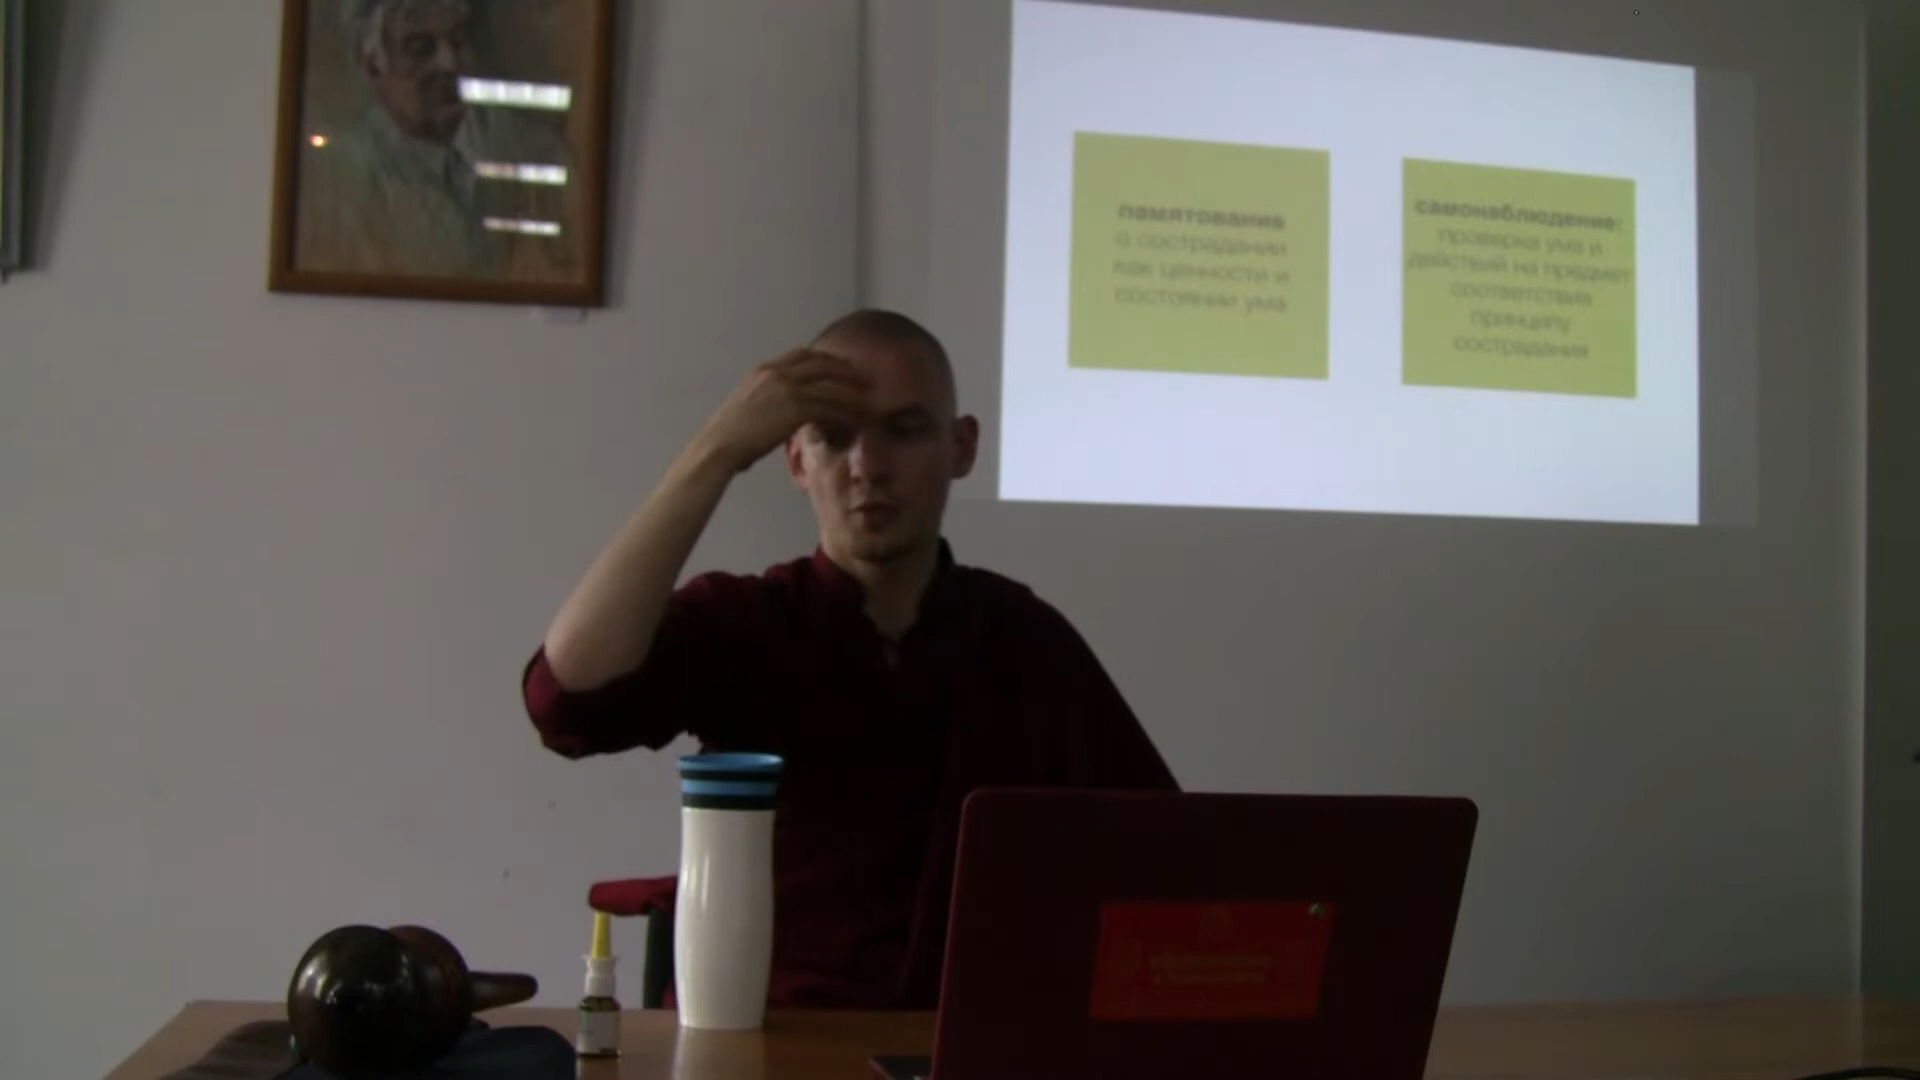 памятование
о сострадании
как ценности и
состоянии ума
самонаблюдение:
проверка ума и
действий на предмет
соответствия
принципу
сострадания